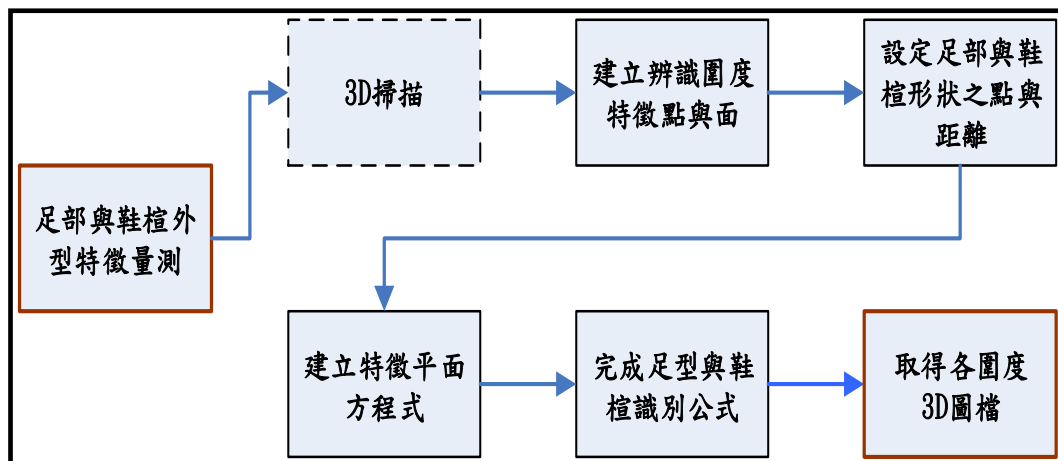 足部與鞋楦外
型特徵量測
3D掃描
建立辨識圍度
特徵點與面
設定足部與鞋
楦形狀之點與
距離
建立特徵平面
方程式
完成足型與鞋
楦識別公式
取得各圍度
3D圖檔